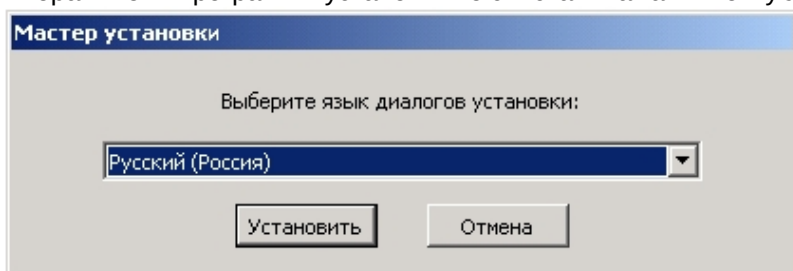 Мастер установки
Выберите язык диалогов установки:
Русский (Россия)
Установить Отмена